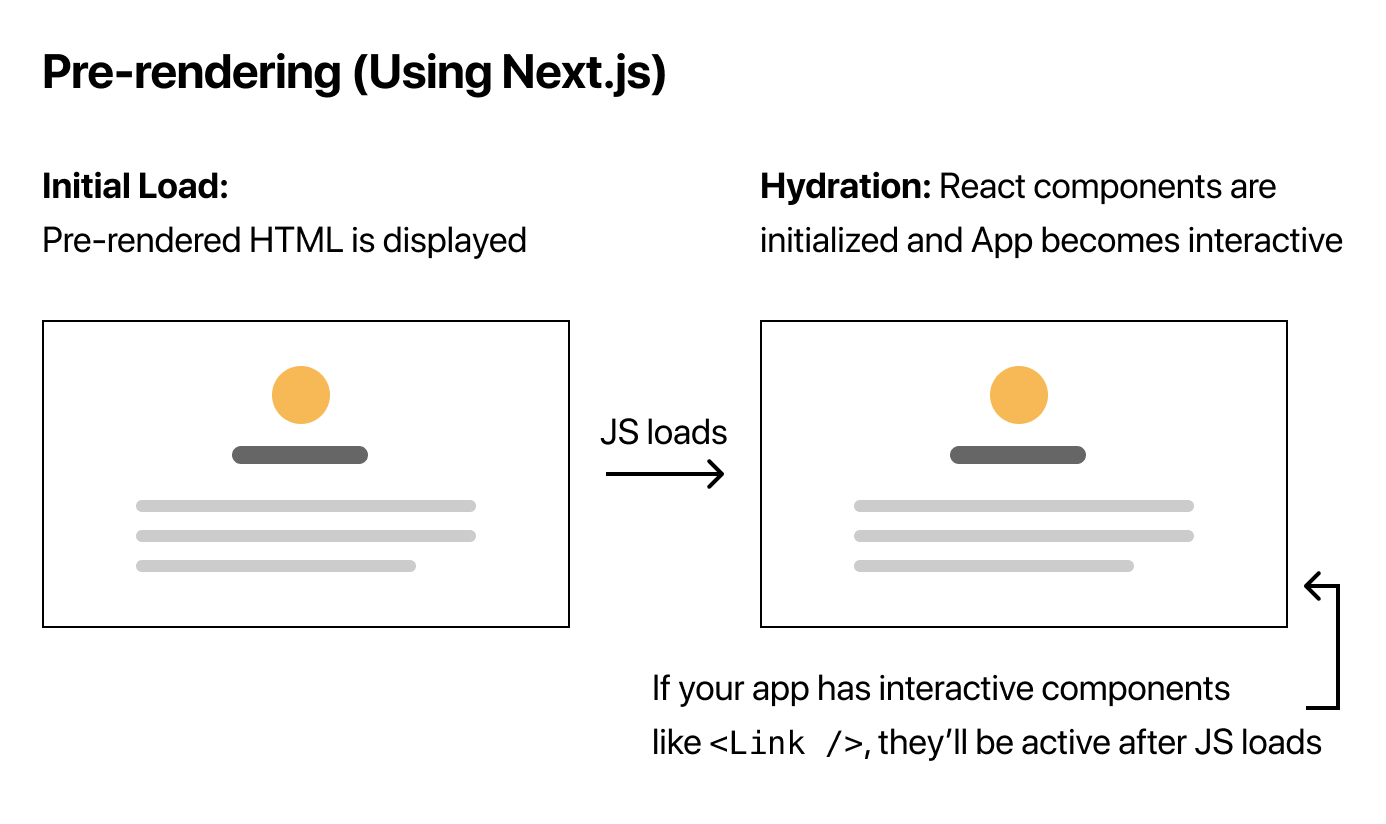 Pre-rendering (Using Next.js)
Initial Load:
Pre-rendered HTML is displayed
Hydration: React components are
initialized and App becomes interactive
JS loads
If your app has interactive components
like <Link />, they’ll be active after JS loads